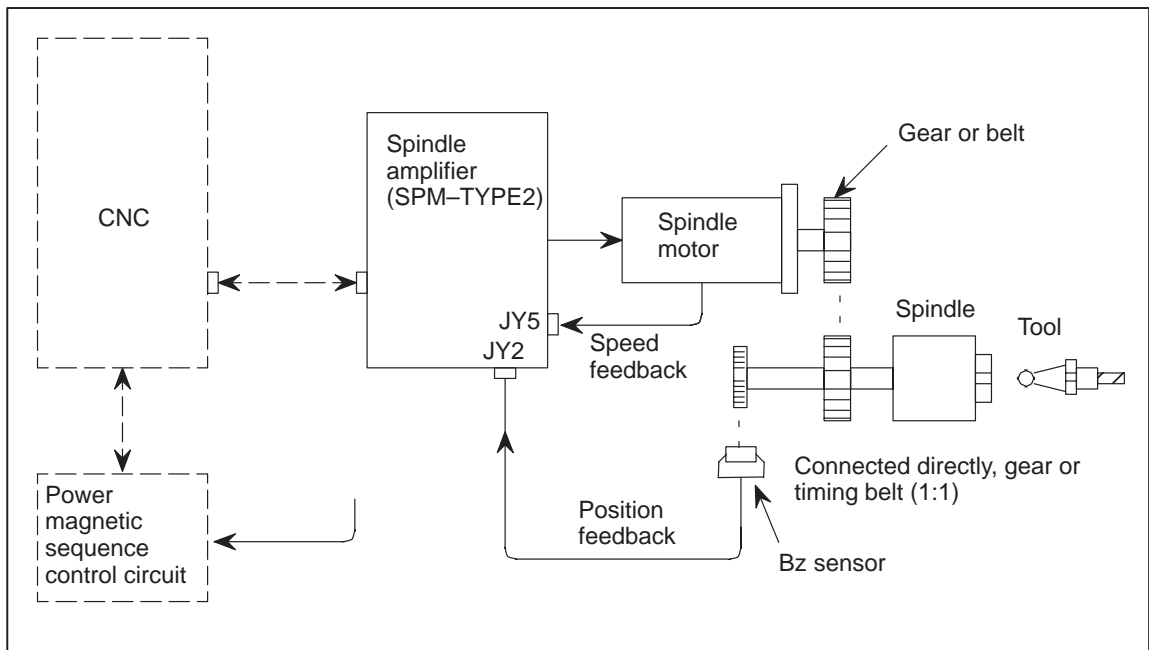 CNC
Spindle
amplifier
(SPM–TYPE2)
JY5
JY2
Spindle
motor
Gear or belt
Speed
feedback
Spindle
Tool
Connected directly, gear or
timing belt (1:1)
Position
feedback
Bz sensor
Power
magnetic
sequence
control circuit